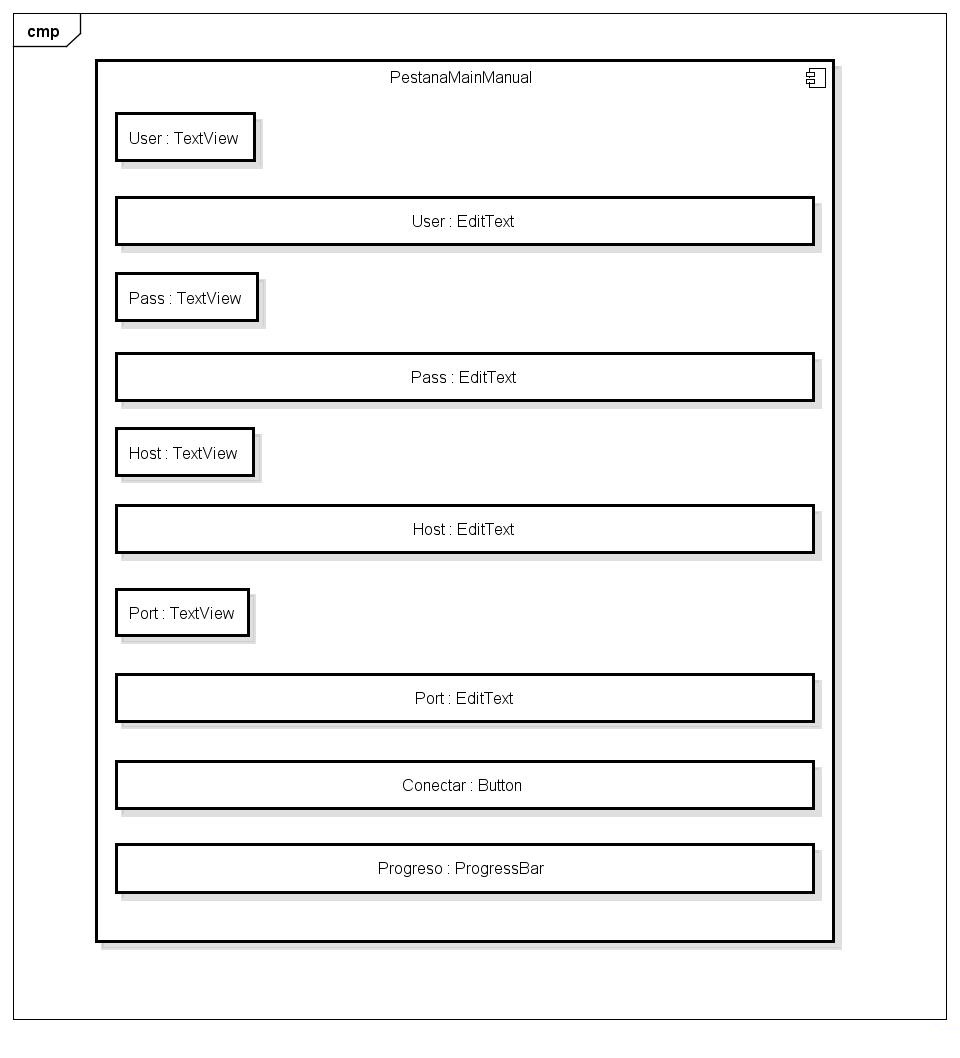 cmp
PestanaMainManual
User : TextView
User : EditText
Pass : TextView
Pass : EditText
Host : TextView
Host : EditText
Port : TextView
Port : EditText
Conectar : Button
Progreso : ProgressBar